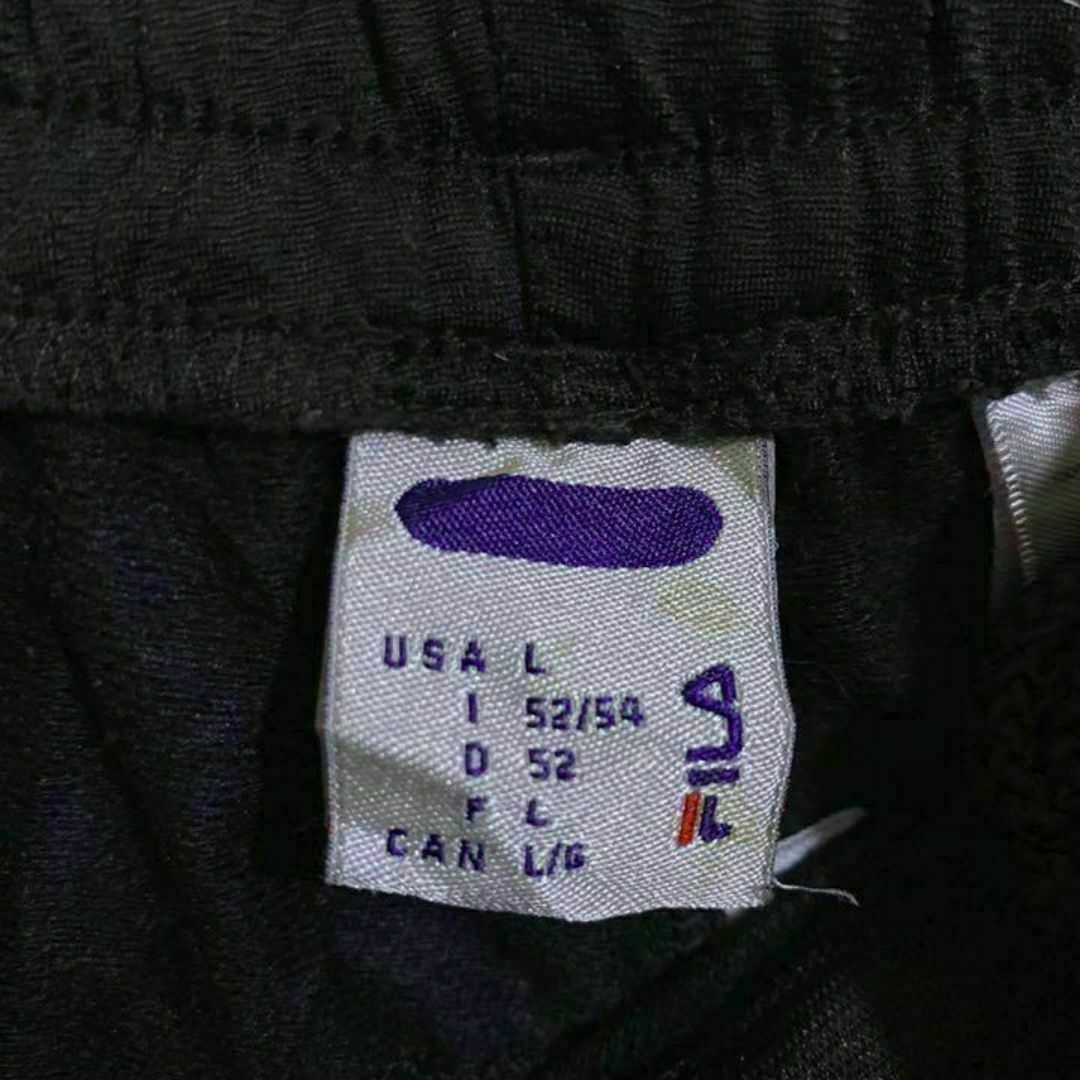 USA L
I 52/54
D 52
F L
CAN L/G
FILA